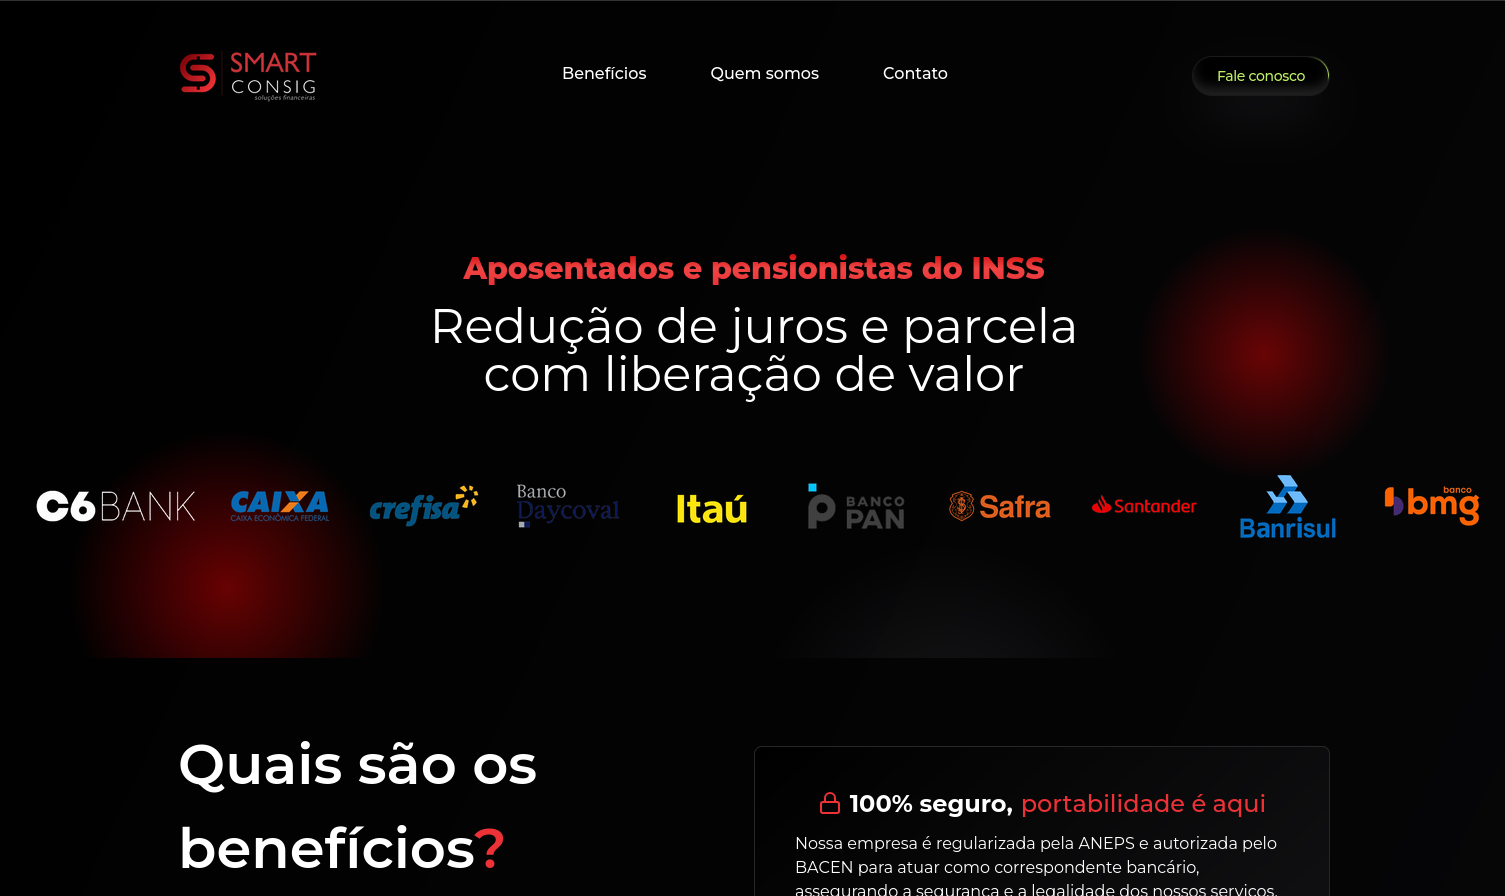 SMART
CONSIG
soluções financeiras
Benefícios
Quem somos
Contato
Fale conosco
Aposentados e pensionistas do INSS
Redução de juros e parcela
com liberação de valor
C6 BANK
CAIXA
CAIXA ECONÔMICA FEDERAL
crefisa
Banco
Daycoval
Itaú
BANCO
PAN
Safra
Santander
Banrisul
banco
bmg
Quais são os
benefícios?
100% seguro, portabilidade é aqui
Nossa empresa é regularizada pela ANEPS e autorizada pelo
BACEN para atuar como correspondente bancário,
assegurando a segurança e a legalidade dos nossos serviços.